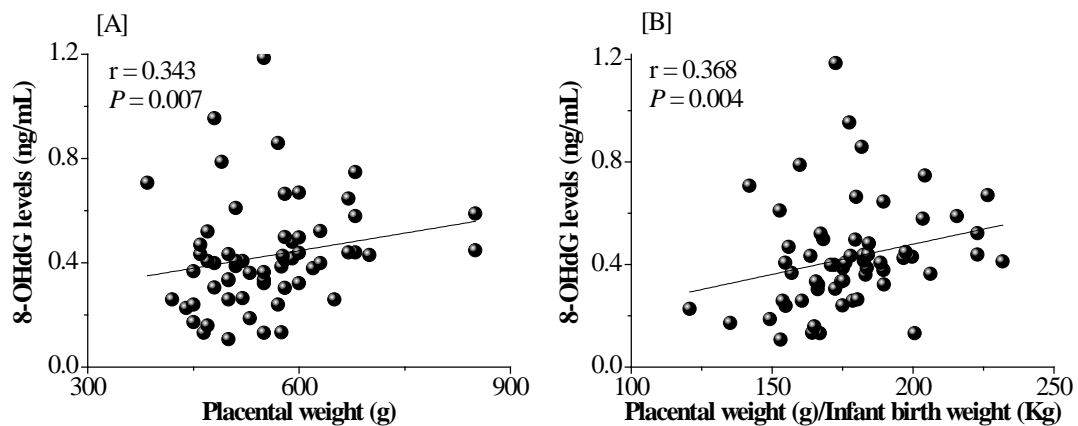 [A]
r = 0.343
P = 0.007
8-OHdG levels (ng/mL)
1.2
0.8
0.4
0.0
300 600 900
Placental weight (g)
[B]
r = 0.368
P = 0.004
8-OHdG levels (ng/mL)
1.2
0.8
0.4
0.0
100 150 200 250
Placental weight (g)/Infant birth weight (Kg)